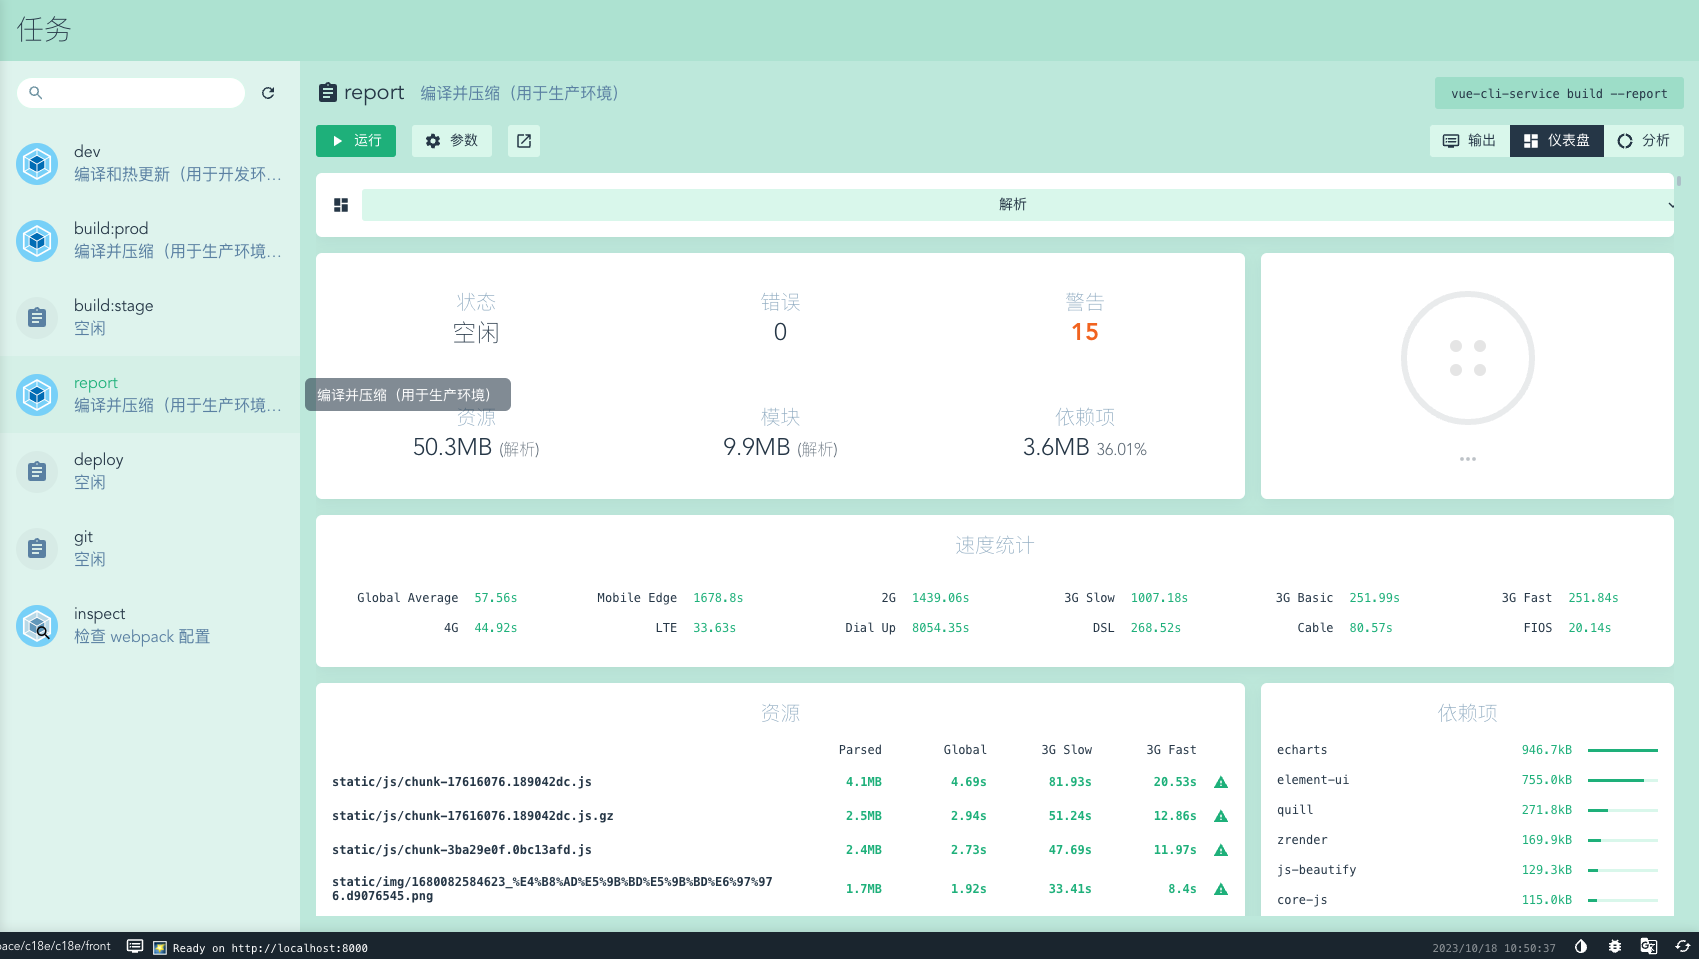 任务
report 编译并压缩（用于生产环境）
vue-cli-service build --report
运行 参数
输出 仪表盘 分析
dev
编译和热更新（用于开发环…
build:prod
编译并压缩（用于生产环境…
build:stage
空闲
report
编译并压缩（用于生产环境…
deploy
空闲
git
空闲
inspect
检查 webpack 配置
解析
状态 错误 警告
空闲 0 15
编译并压缩（用于生产环境）
资源 模块 依赖项
50.3MB (解析) 9.9MB (解析) 3.6MB 36.01%
速度统计
Global Average 57.56s Mobile Edge 1678.8s 2G 1439.06s 3G Slow 1007.18s 3G Basic 251.99s 3G Fast 251.84s
4G 44.92s LTE 33.63s Dial Up 8054.35s DSL 268.52s Cable 80.57s FIOS 20.14s
资源
Parsed Global 3G Slow 3G Fast
static/js/chunk-17616076.189042dc.js 4.1MB 4.69s 81.93s 20.53s
static/js/chunk-17616076.189042dc.js.gz 2.5MB 2.94s 51.24s 12.86s
static/js/chunk-3ba29e0f.0bc13afd.js 2.4MB 2.73s 47.69s 11.97s
static/img/1680082584623_%E4%B8%AD%E5%9B%BD%E5%9B%BD%E6%97%97
6.d9076545.png 1.7MB 1.92s 33.41s 8.4s
依赖项
echarts 946.7kB
element-ui 755.0kB
quill 271.8kB
zrender 169.9kB
js-beautify 129.3kB
core-js 115.0kB
ace/c18e/c18e/front Ready on http://localhost:8000 2023/10/18 10:50:37